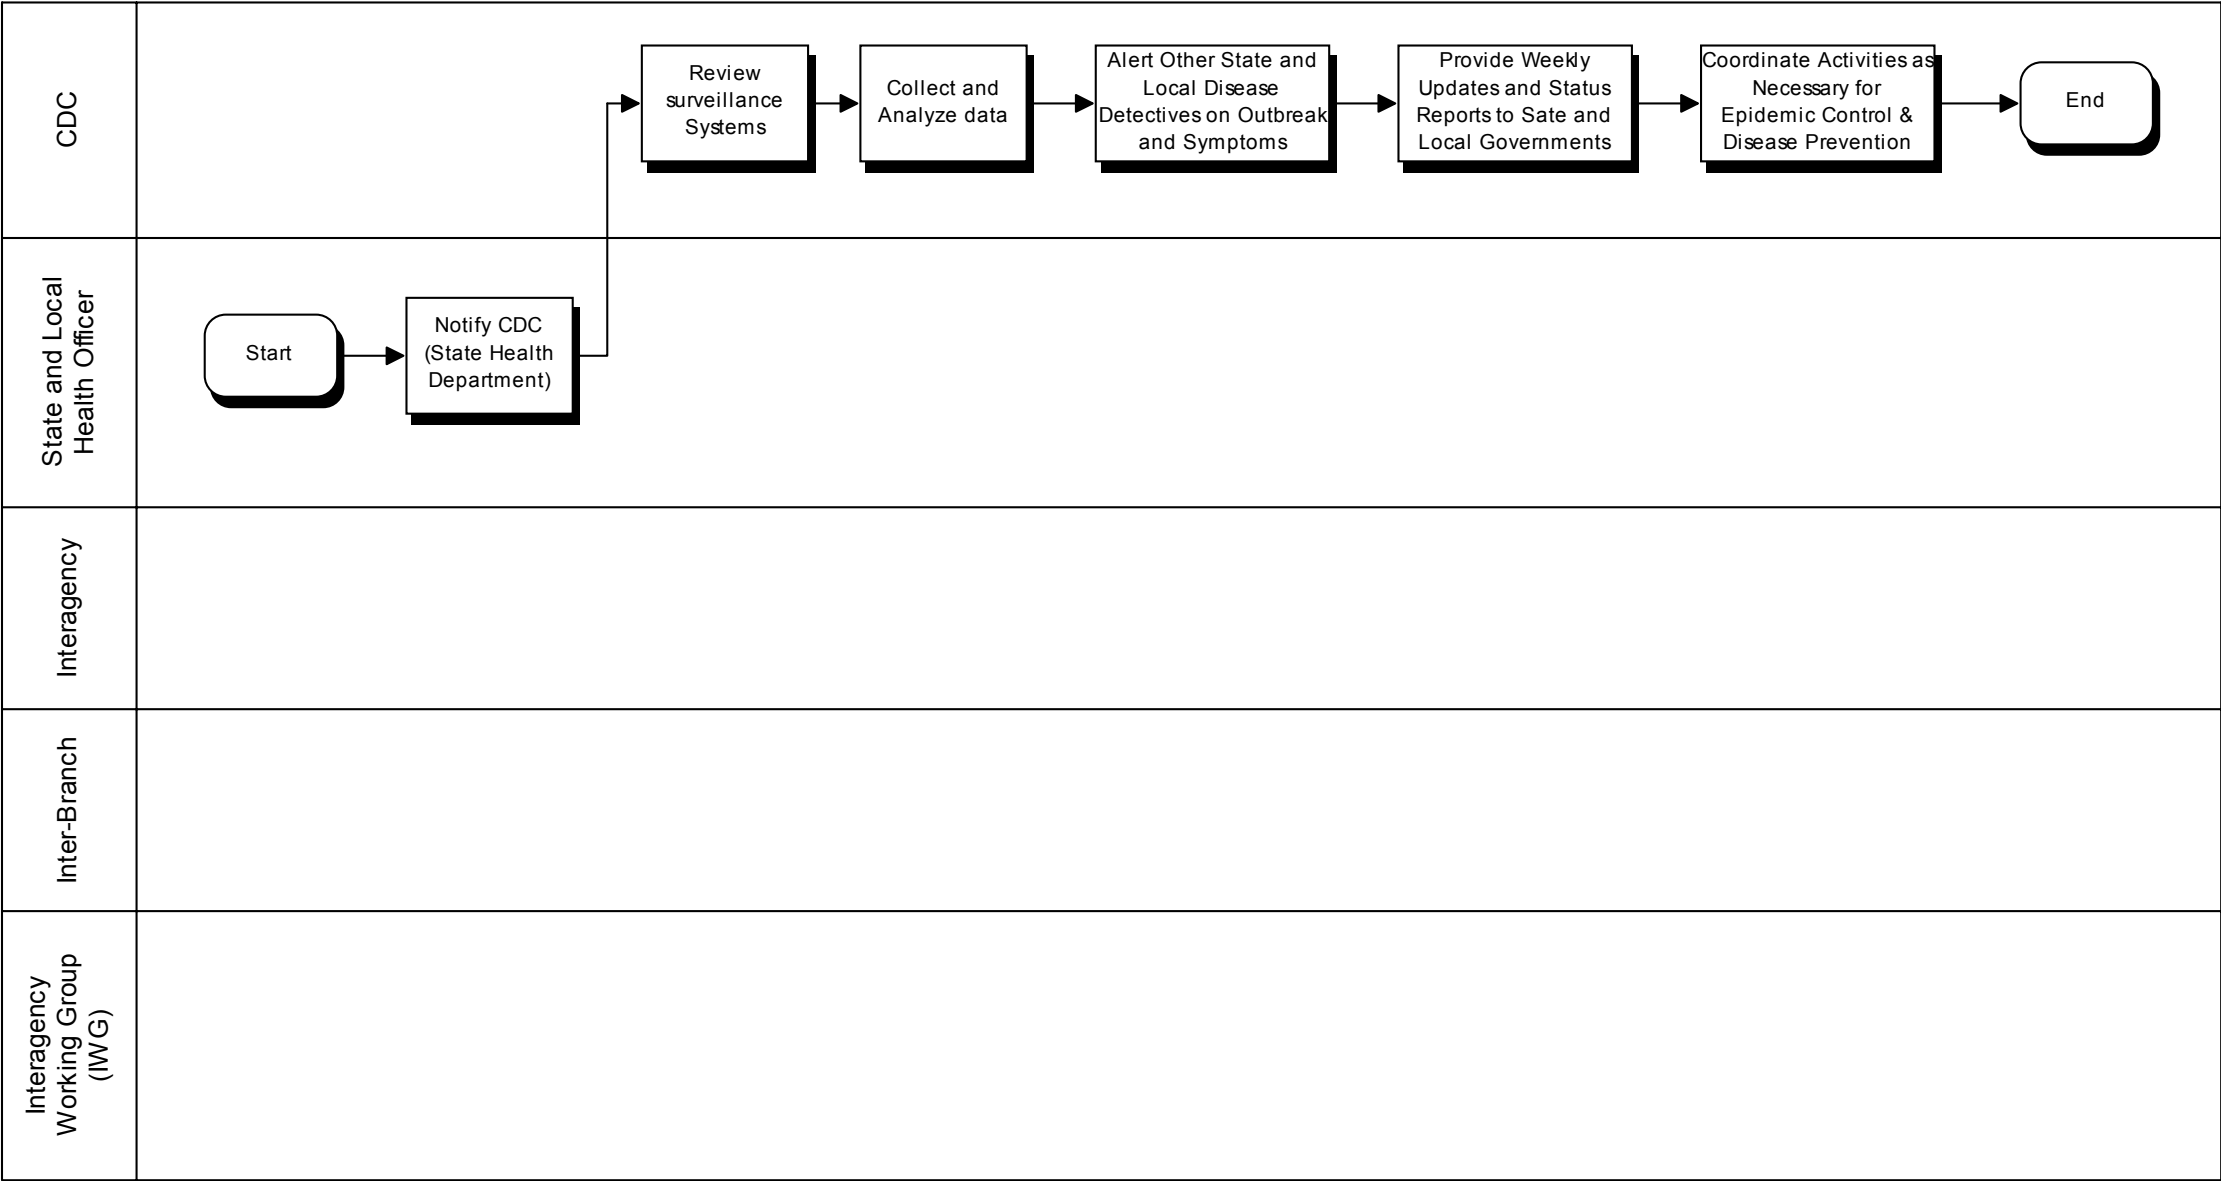 CDC
Review
surveillance
Systems
Collect and
Analyze data
Alert Other State and
Local Disease
Detectives on Outbreak
and Symptoms
Provide Weekly
Updates and Status
Reports to Sate and
Local Governments
Coordinate Activities as
Necessary for
Epidemic Control &
Disease Prevention
End
State and Local
Health Officer
Start
Notify CDC
(State Health
Department)
Interagency
Inter-Branch
Interagency
Working Group
(IWG)